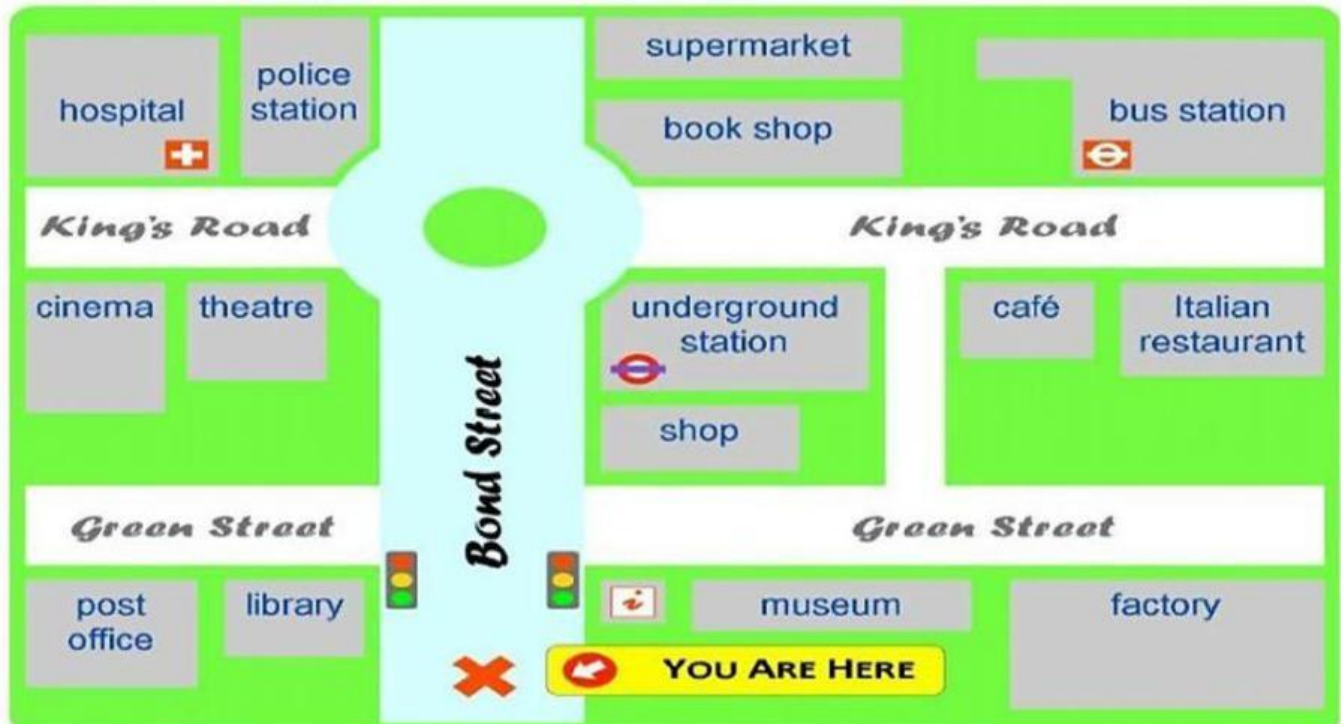 hospital
police
station
supermarket
book shop
bus station
King's Road
King's Road
cinema
theatre
underground
station
café
Italian
restaurant
shop
Bond Street
Green Street
Green Street
post
office
library
i
museum
factory
YOU ARE HERE